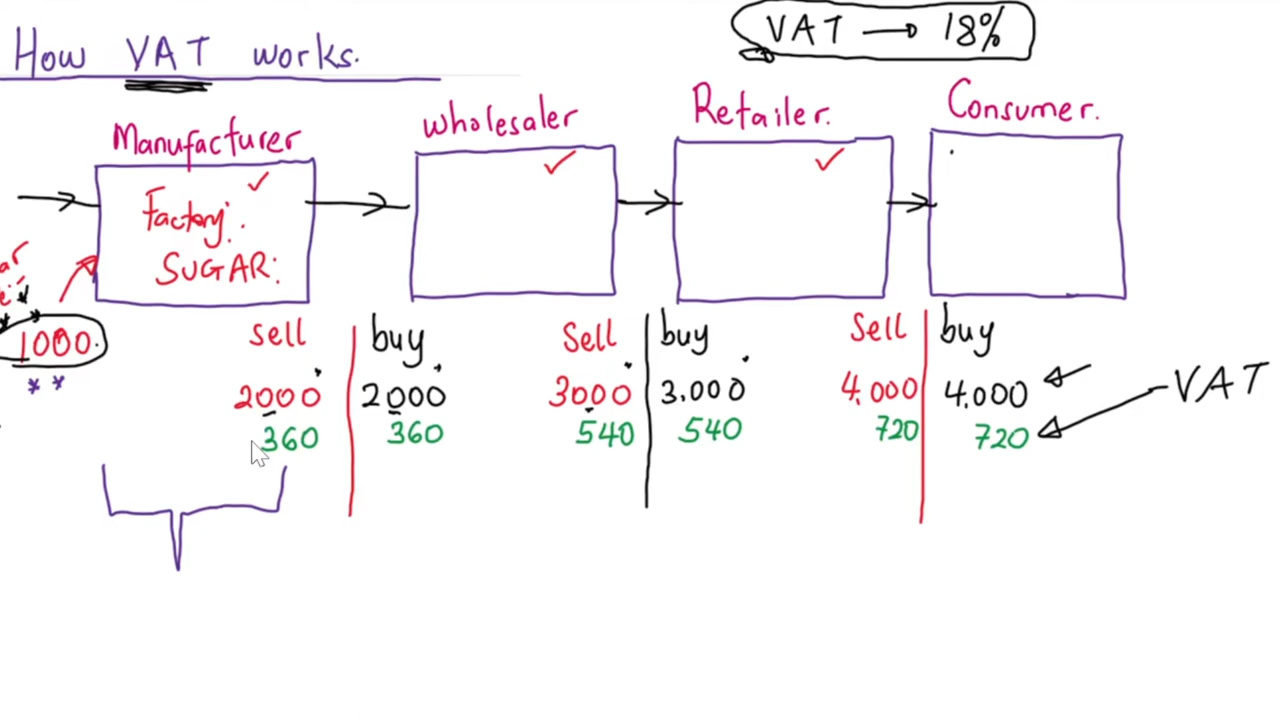 How VAT works.
VAT → 18%
Manufacturer
Wholesaler
Retailer.
Consumer.
Factory.
SUGAR:
1000.
**
sell
buy
Sell
buy
Sell
buy
2000
2000
3000
3.000
4.000
4.000
VAT
360
360
540
540
720
720